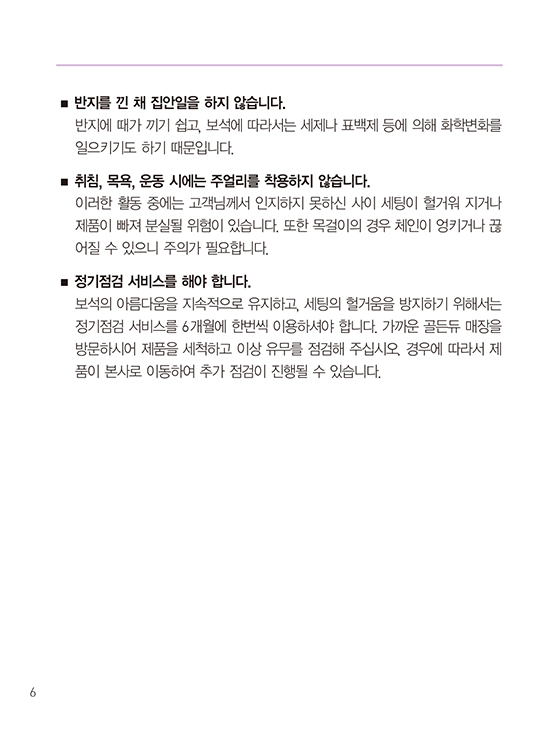 ■ 반지를 낀 채 집안일을 하지 않습니다.
반지에 때가 끼기 쉽고, 보석에 따라서는 세제나 표백제 등에 의해 화학변화를
일으키기도 하기 때문입니다.
■ 취침, 목욕, 운동 시에는 주얼리를 착용하지 않습니다.
이러한 활동 중에는 고객님께서 인지하지 못하신 사이 세팅이 헐거워 지거나
제품이 빠져 분실될 위험이 있습니다. 또한 목걸이의 경우 체인이 엉키거나 끊
어질 수 있으니 주의가 필요합니다.
■ 정기점검 서비스를 해야 합니다.
보석의 아름다움을 지속적으로 유지하고, 세팅의 헐거움을 방지하기 위해서는
정기점검 서비스를 6개월에 한번씩 이용하셔야 합니다. 가까운 골든듀 매장을
방문하시어 제품을 세척하고 이상 유무를 점검해 주십시오. 경우에 따라서 제
품이 본사로 이동하여 추가 점검이 진행될 수 있습니다.
6